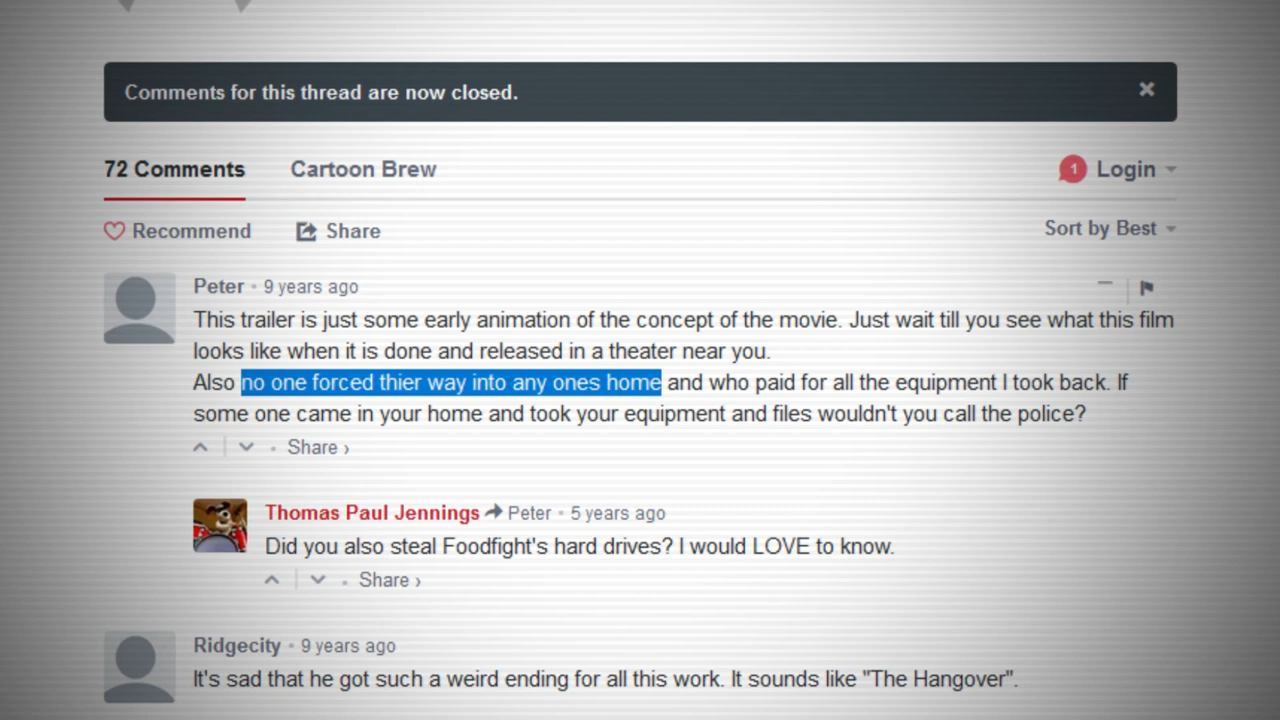 Comments for this thread are now closed.
72 Comments Cartoon Brew 1 Login
Recommend Share Sort by Best
Peter • 9 years ago
This trailer is just some early animation of the concept of the movie. Just wait till you see what this film
looks like when it is done and released in a theater near you.
Also no one forced thier way into any ones home and who paid for all the equipment I took back. If
some one came in your home and took your equipment and files wouldn't you call the police?
Share ›
Thomas Paul Jennings Peter • 5 years ago
Did you also steal Foodfight's hard drives? I would LOVE to know.
Share ›
Ridgecity • 9 years ago
It's sad that he got such a weird ending for all this work. It sounds like "The Hangover".